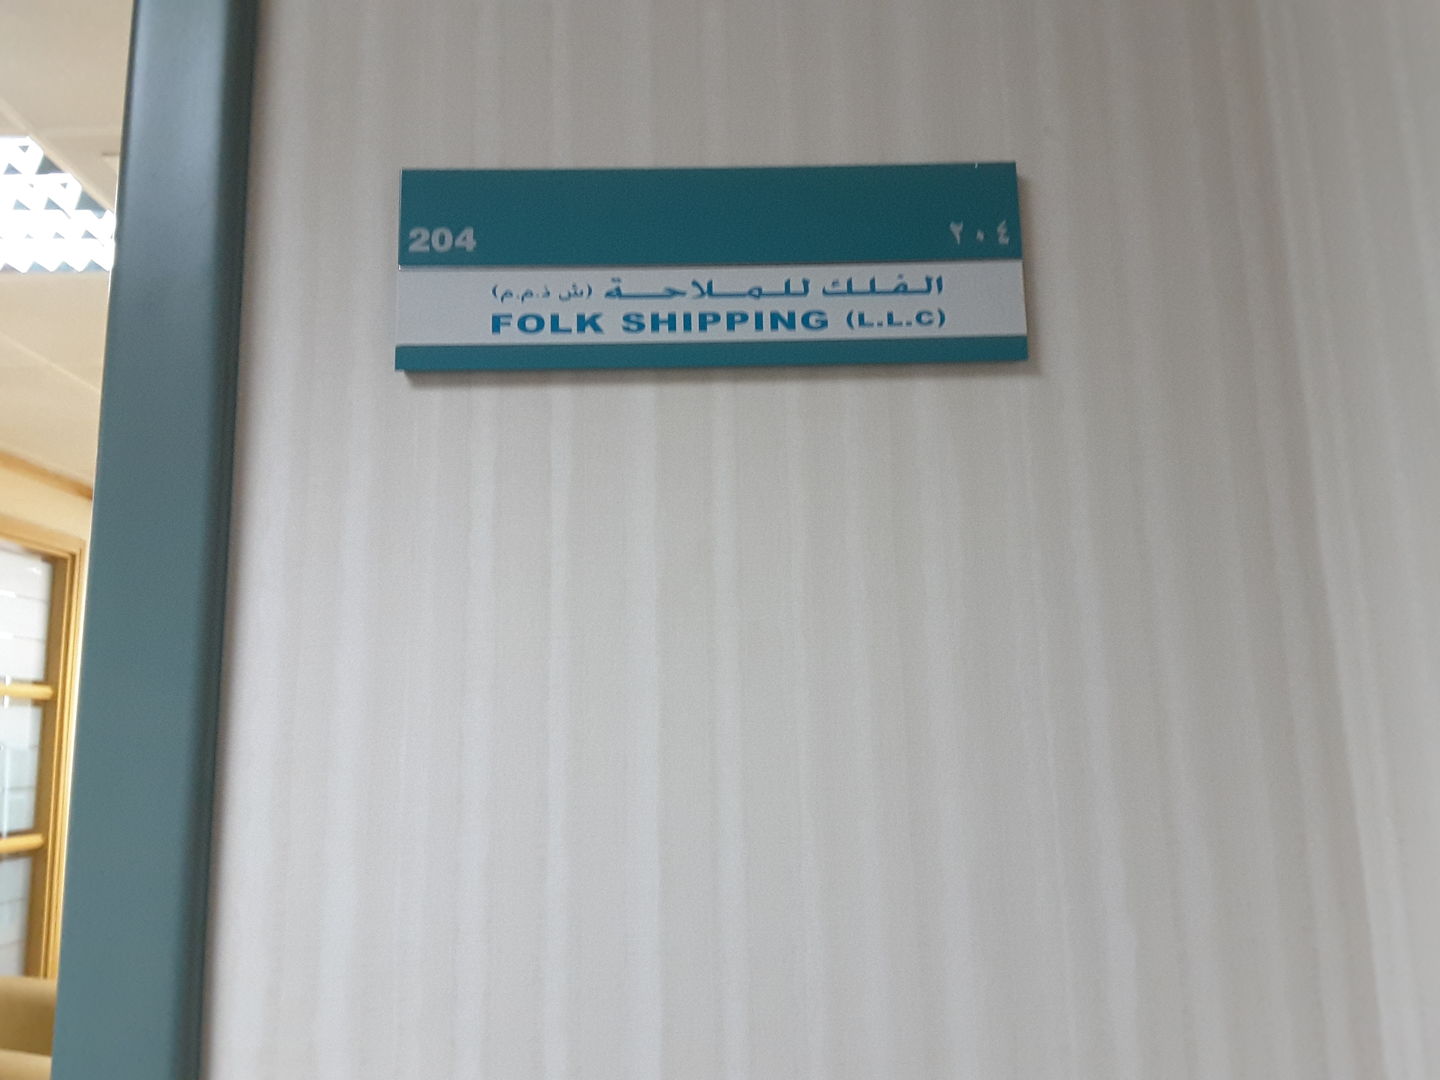 204 ٢٠٤
الفلك للملاحة (ش ذ.م.م)
FOLK SHIPPING (L.L.C)